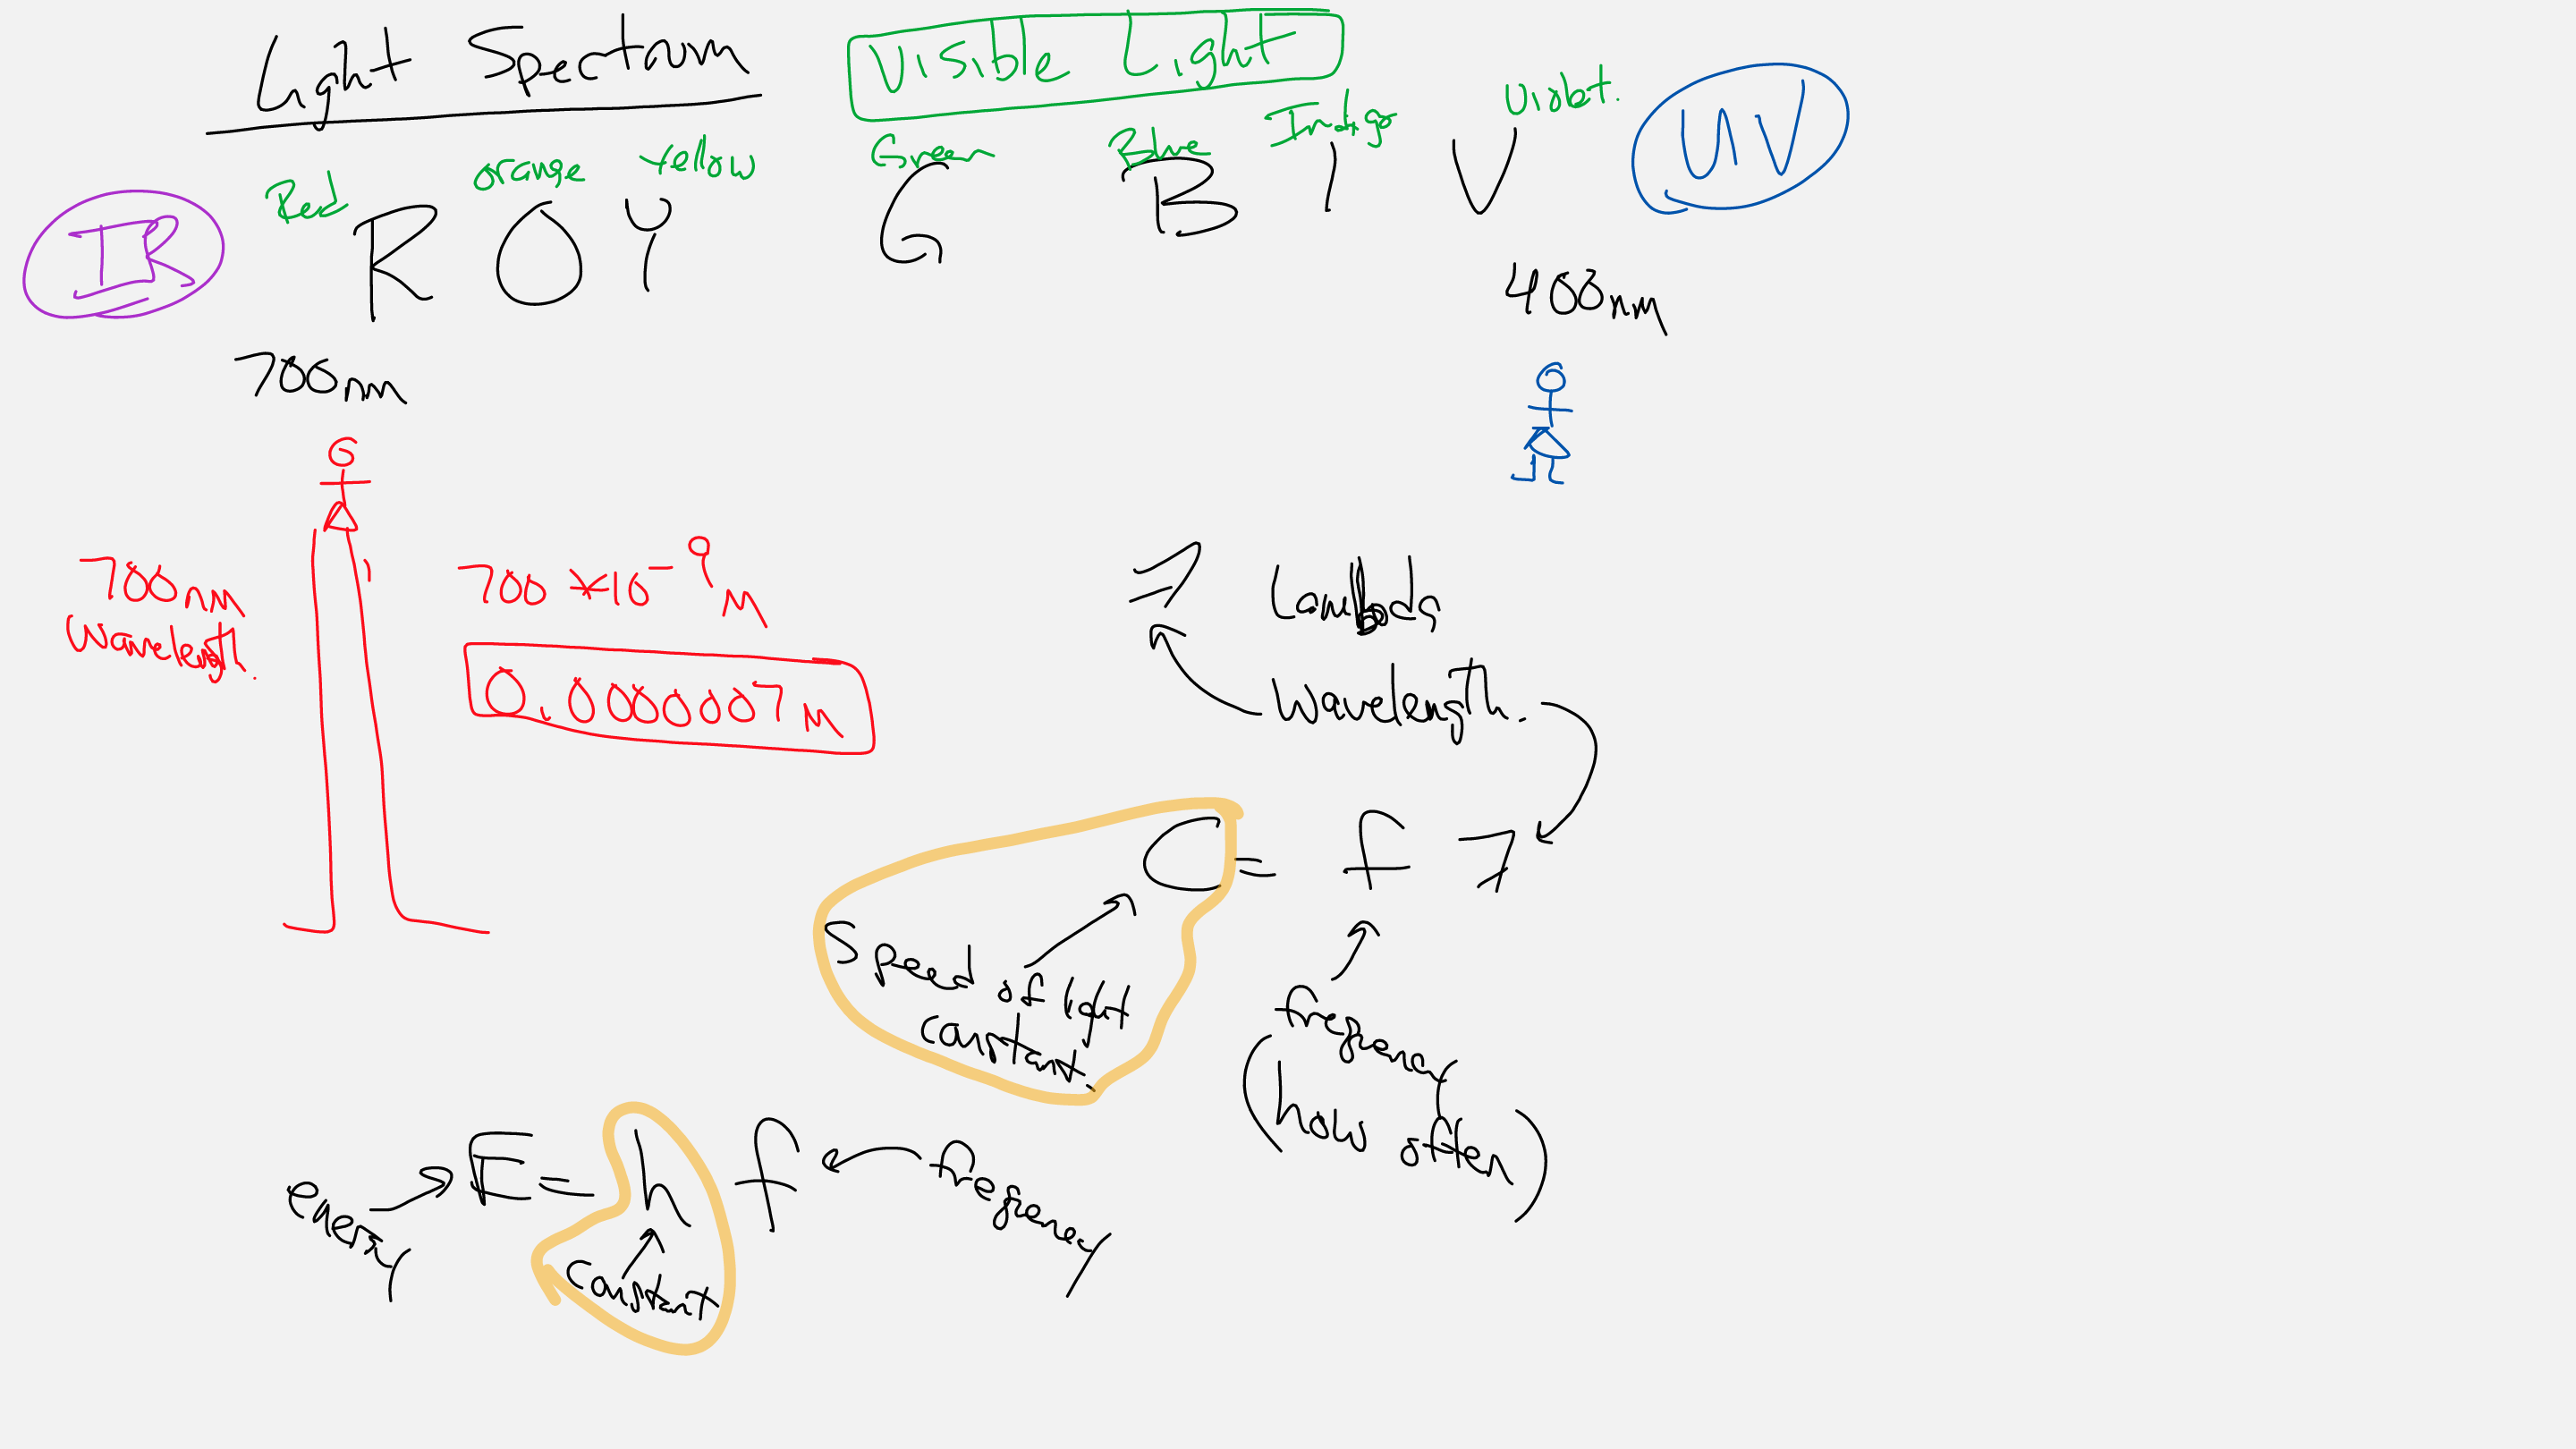 Light Spectrum
Visible Light
Red
orange
Yellow
Green
Blue
Indigo
Violet.
UV
IR
R O Y G B I V
700nm
400nm
700nm
Wavelength.
700 *10⁻⁹ M
0.0000007 M
Lambda
Wavelength.
C = f λ
Speed of light
constant.
frequency
(how often)
energy
E = h f
constant
frequency